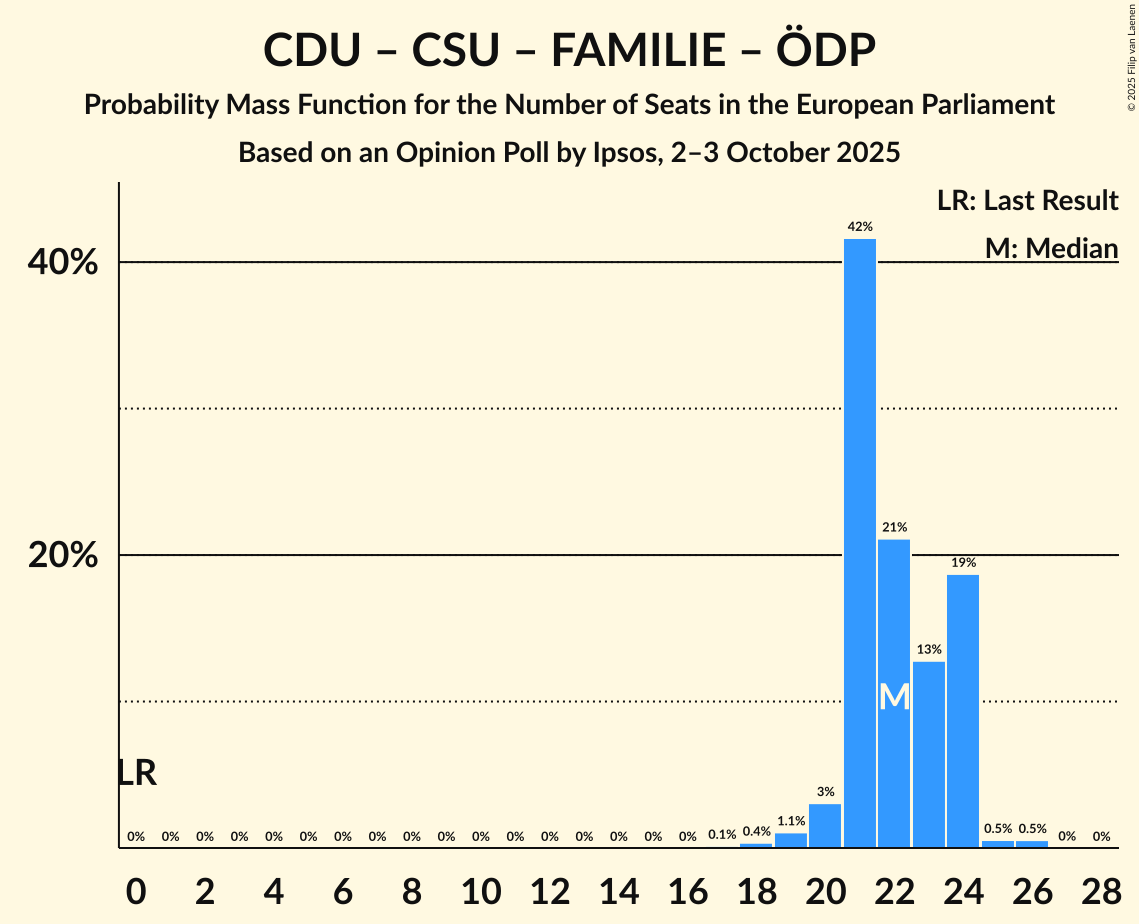 CDU – CSU – FAMILIE – ÖDP
Probability Mass Function for the Number of Seats in the European Parliament
Based on an Opinion Poll by Ipsos, 2–3 October 2025
© 2025 Filip van Laenen
LR: Last Result
M: Median
40%
20%
42%
21%
19%
13%
M
LR
3%
0% 0% 0% 0% 0% 0% 0% 0% 0% 0% 0% 0% 0% 0% 0% 0% 0% 0.1% 0.4% 1.1% 0.5% 0.5% 0% 0%
0 2 4 6 8 10 12 14 16 18 20 22 24 26 28